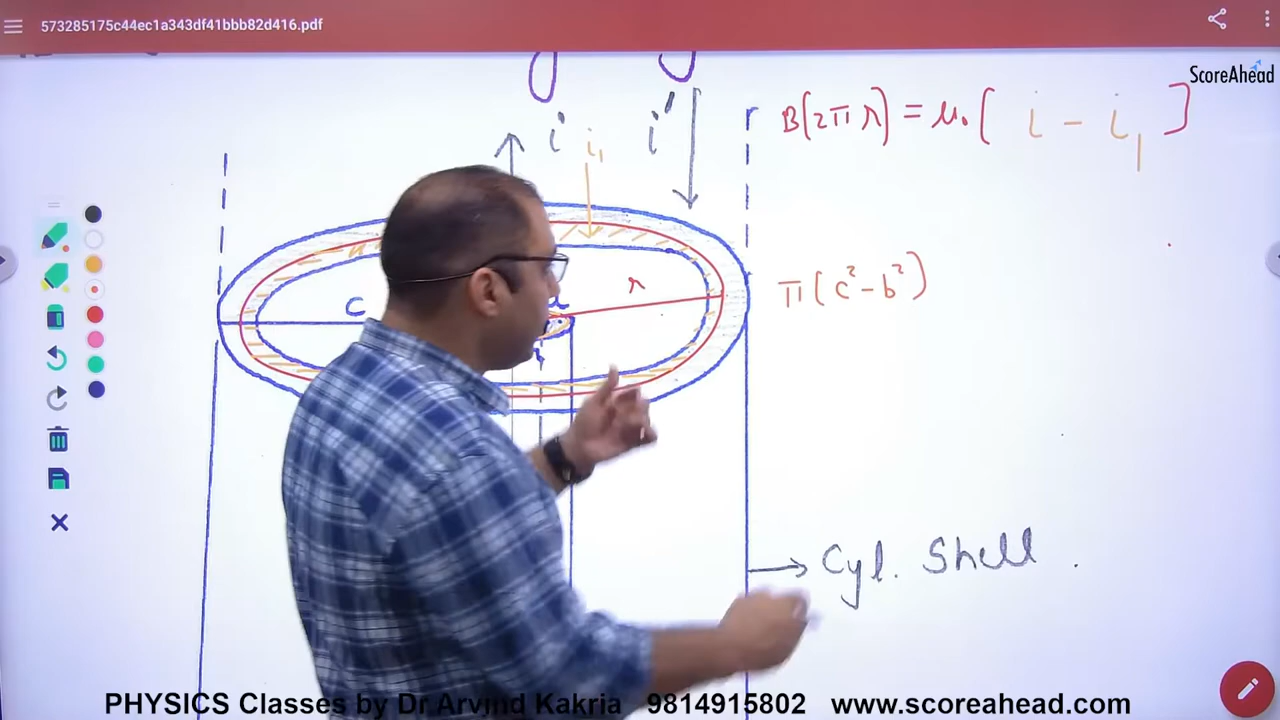 573285175c44ec1a343df41bbb82d416.pdf
ScoreAhead
B(2πr) = μ₀[ i - i₁ ]
i
i₁
i'
r
c
π(c²-b²)
→ Cyl. Shell.
PHYSICS Classes by Dr Arvind Kakria 9814915802 www.scoreahead.com